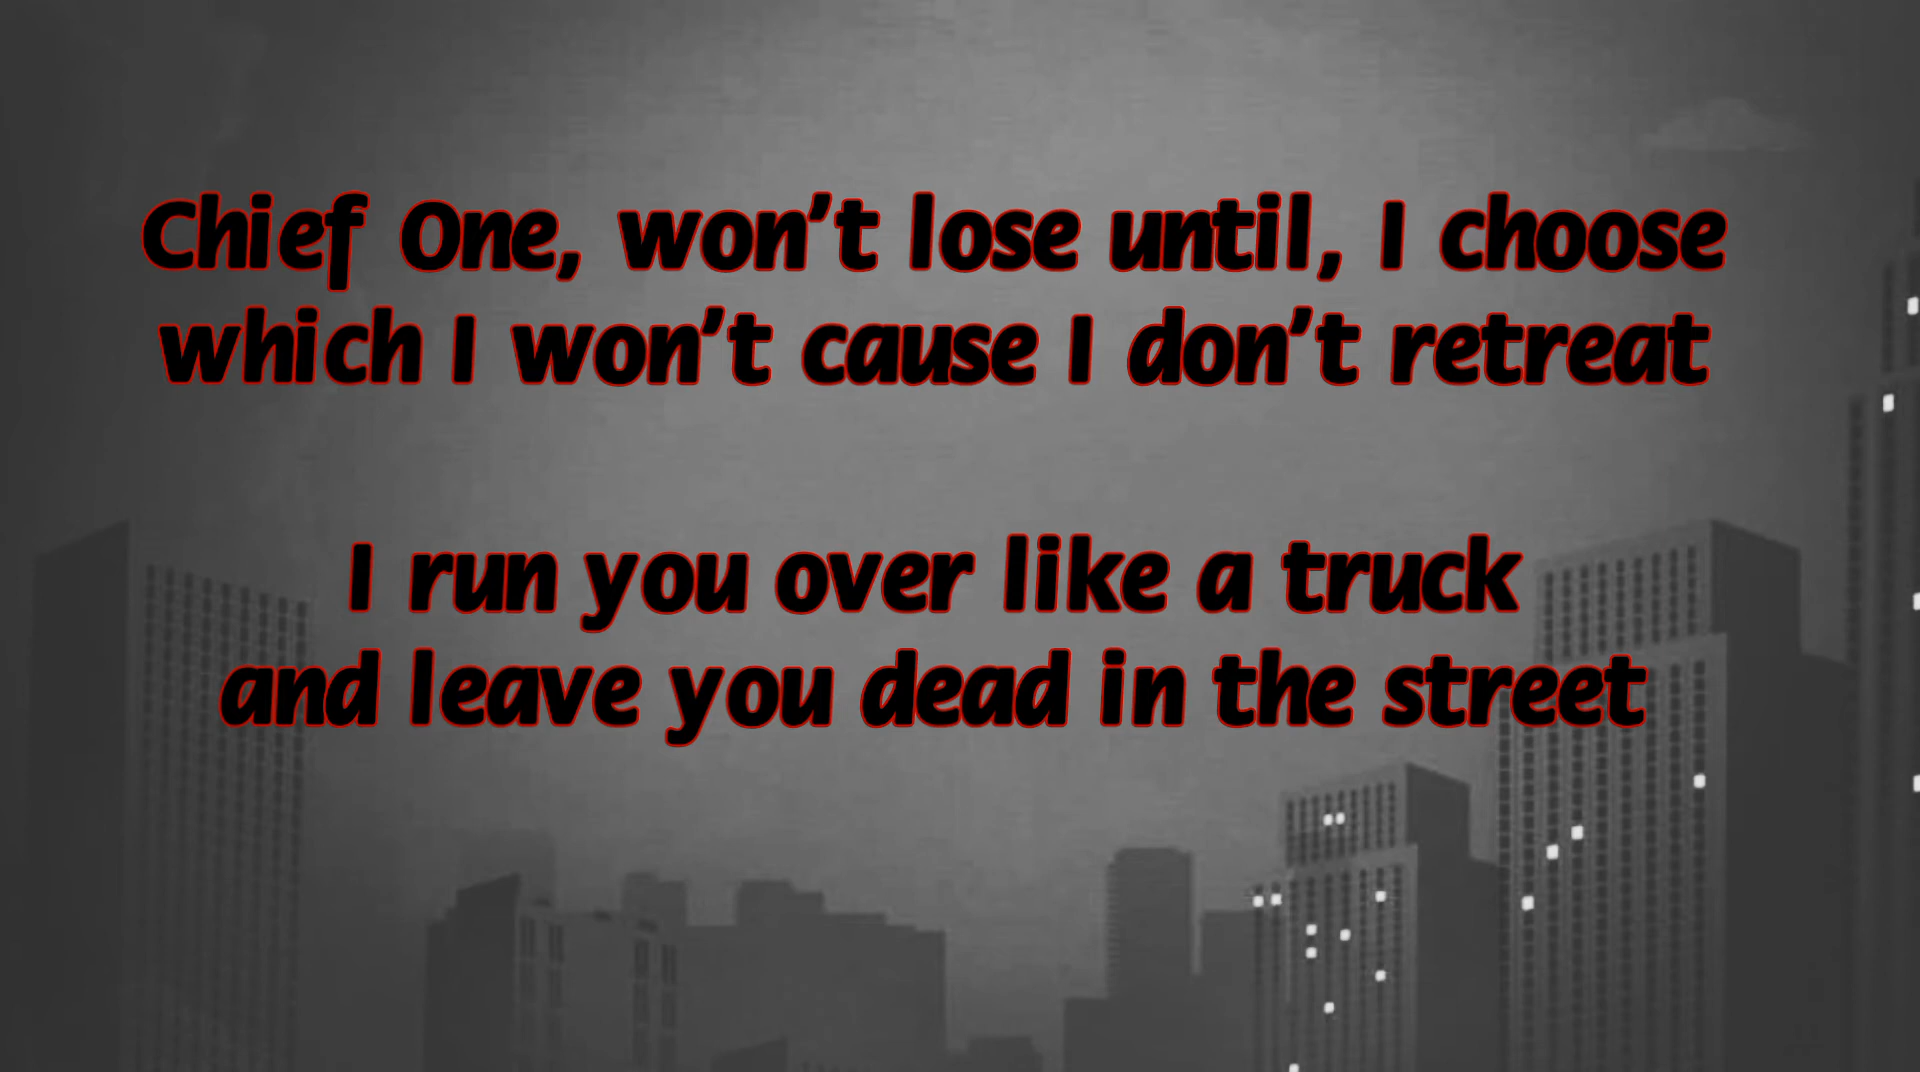 Chief One, won't lose until, I choose
which I won't cause I don't retreat
I run you over like a truck
and leave you dead in the street